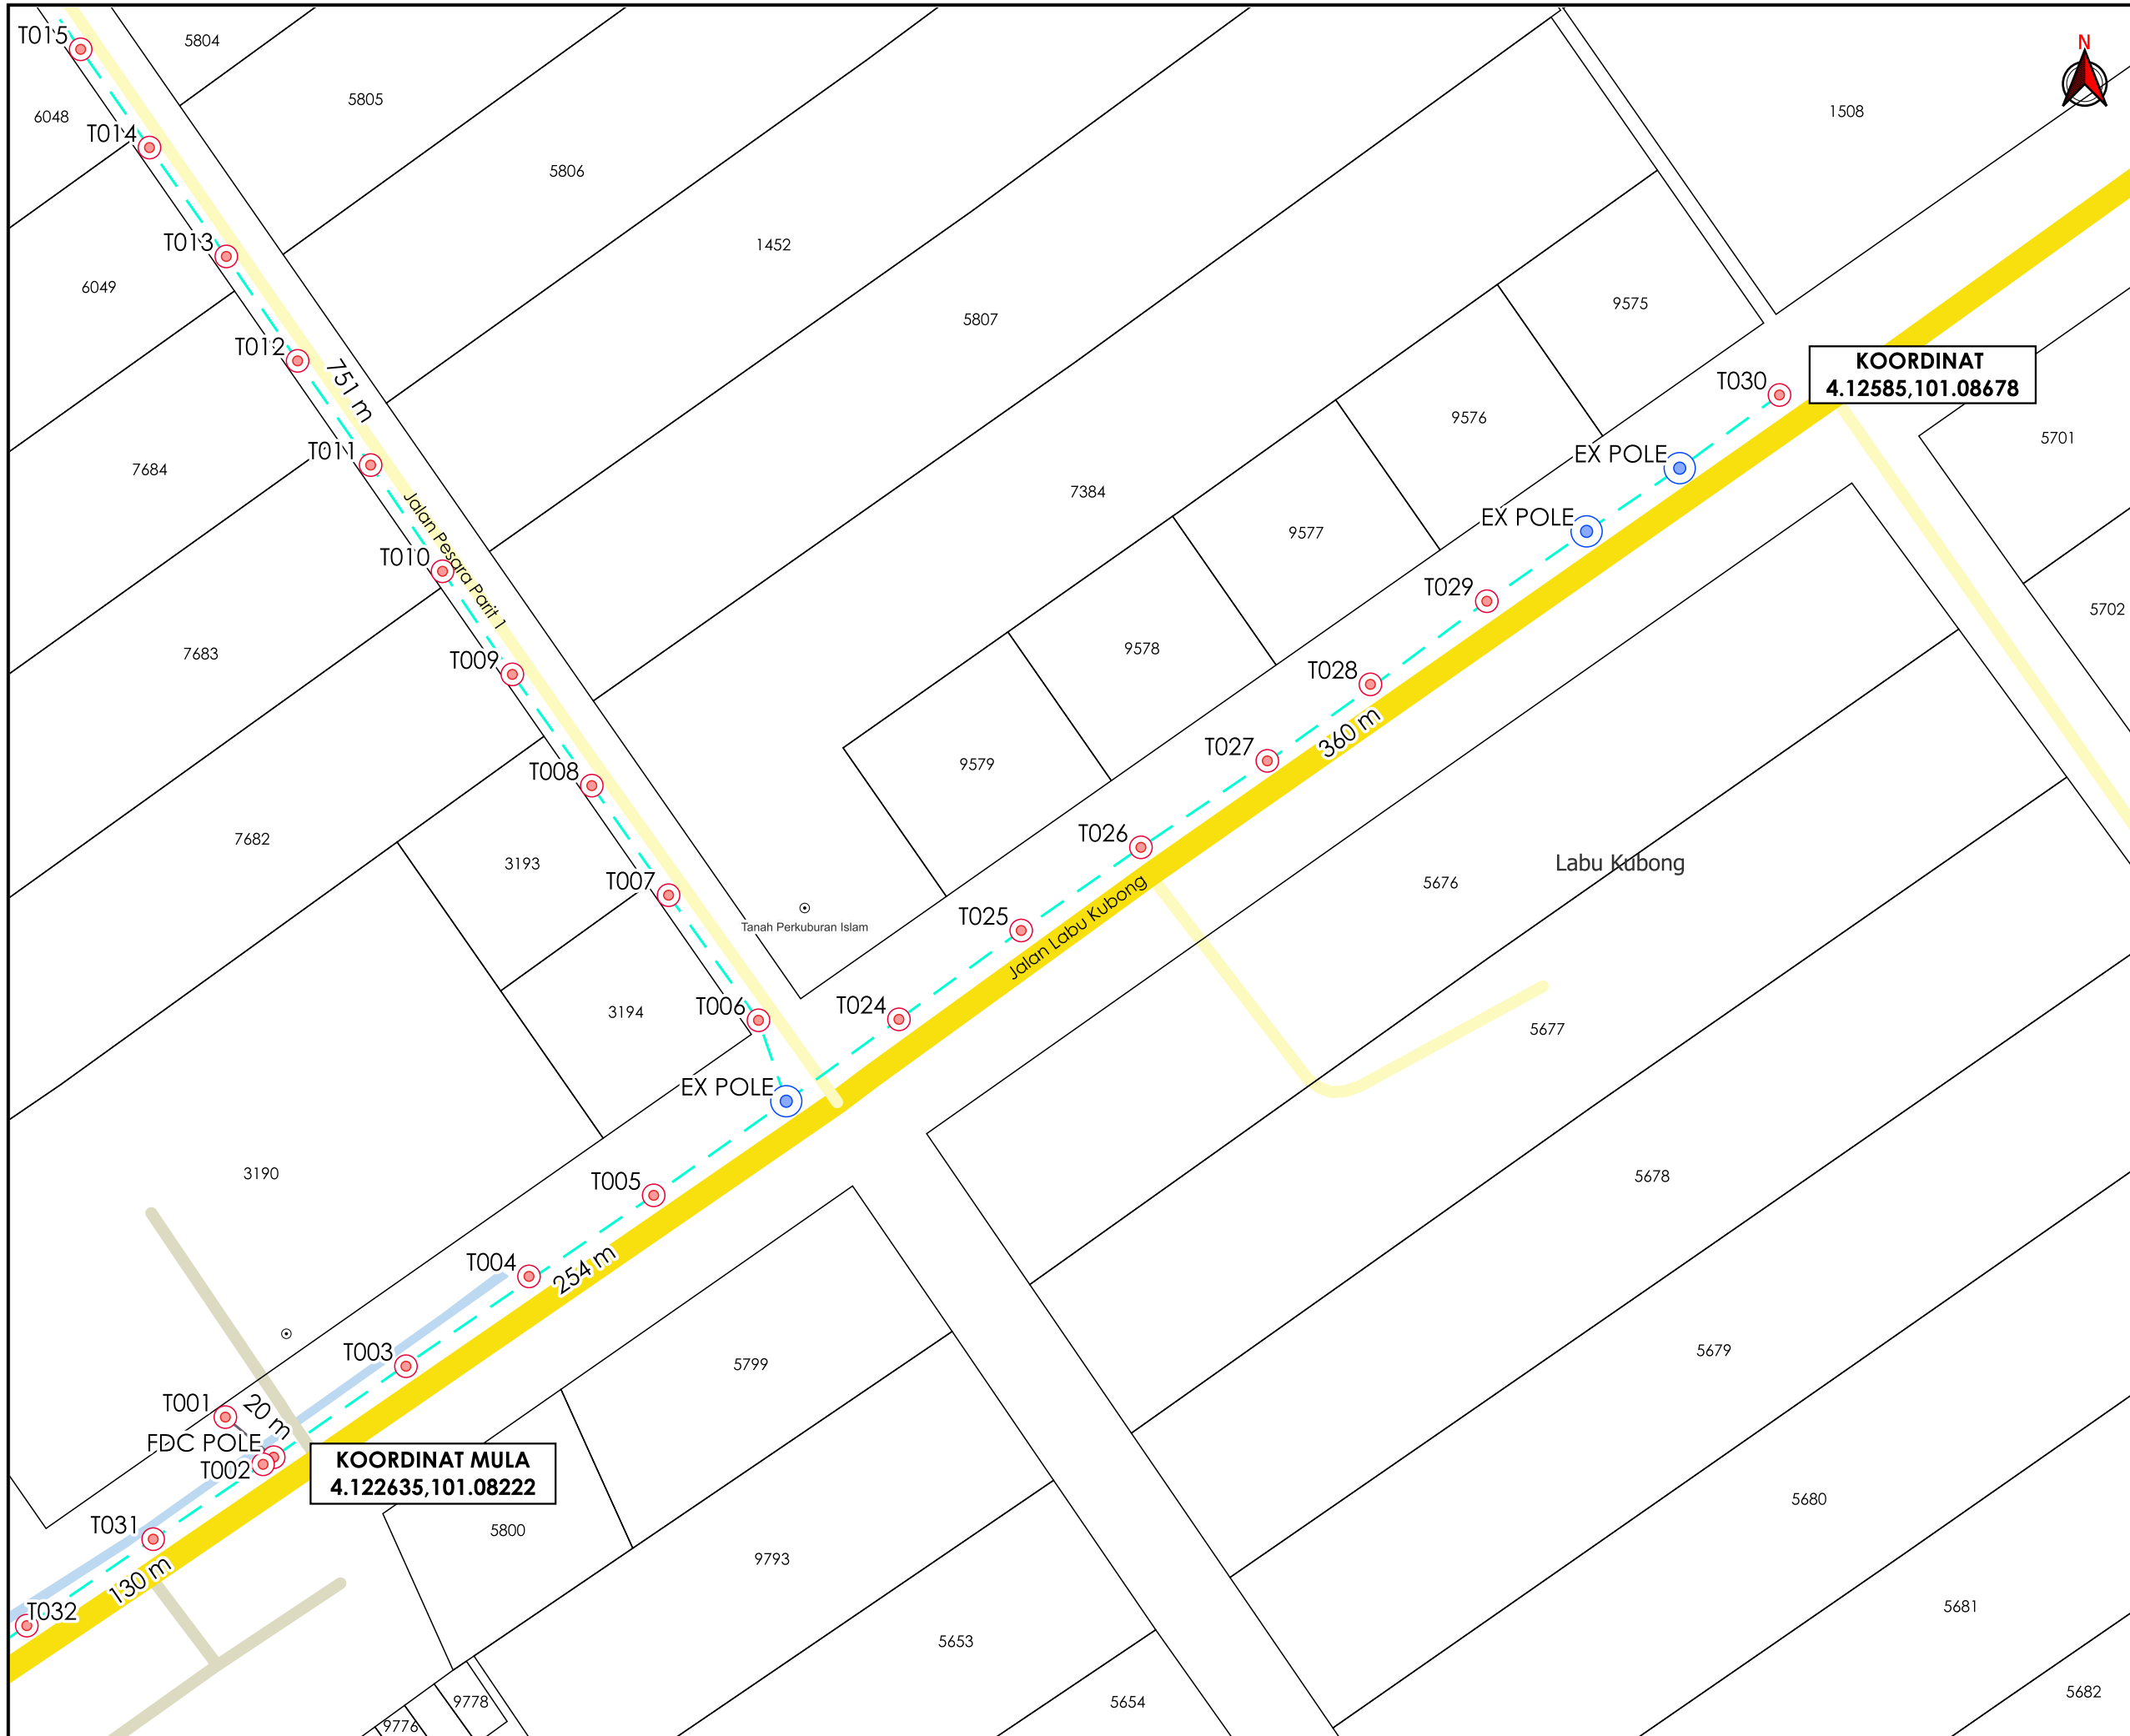 T015
5804
N
5805
1508
6048
T014
5806
T013
1452
6049
9575
5807
T012
KOORDINAT
4.12585,101.08678
T030
751 m
9576
5701
T011
EX POLE
7684
7384
Jalan Pesara Parit 1
EX POLE
9577
T010
T029
5702
9578
7683
T009
T028
360 m
T027
9579
T008
T026
7682
3193
Labu Kubong
5676
T007
Tanah Perkuburan Islam
T025
Jalan Labu Kubong
T006
T024
3194
5677
EX POLE
3190
5678
T005
T004
254 m
T003
5799
5679
T001
20 m
FDC POLE
T002
KOORDINAT MULA
4.122635,101.08222
5680
T031
5800
9793
130 m
T032
5681
5653
9778
5654
5682
9776